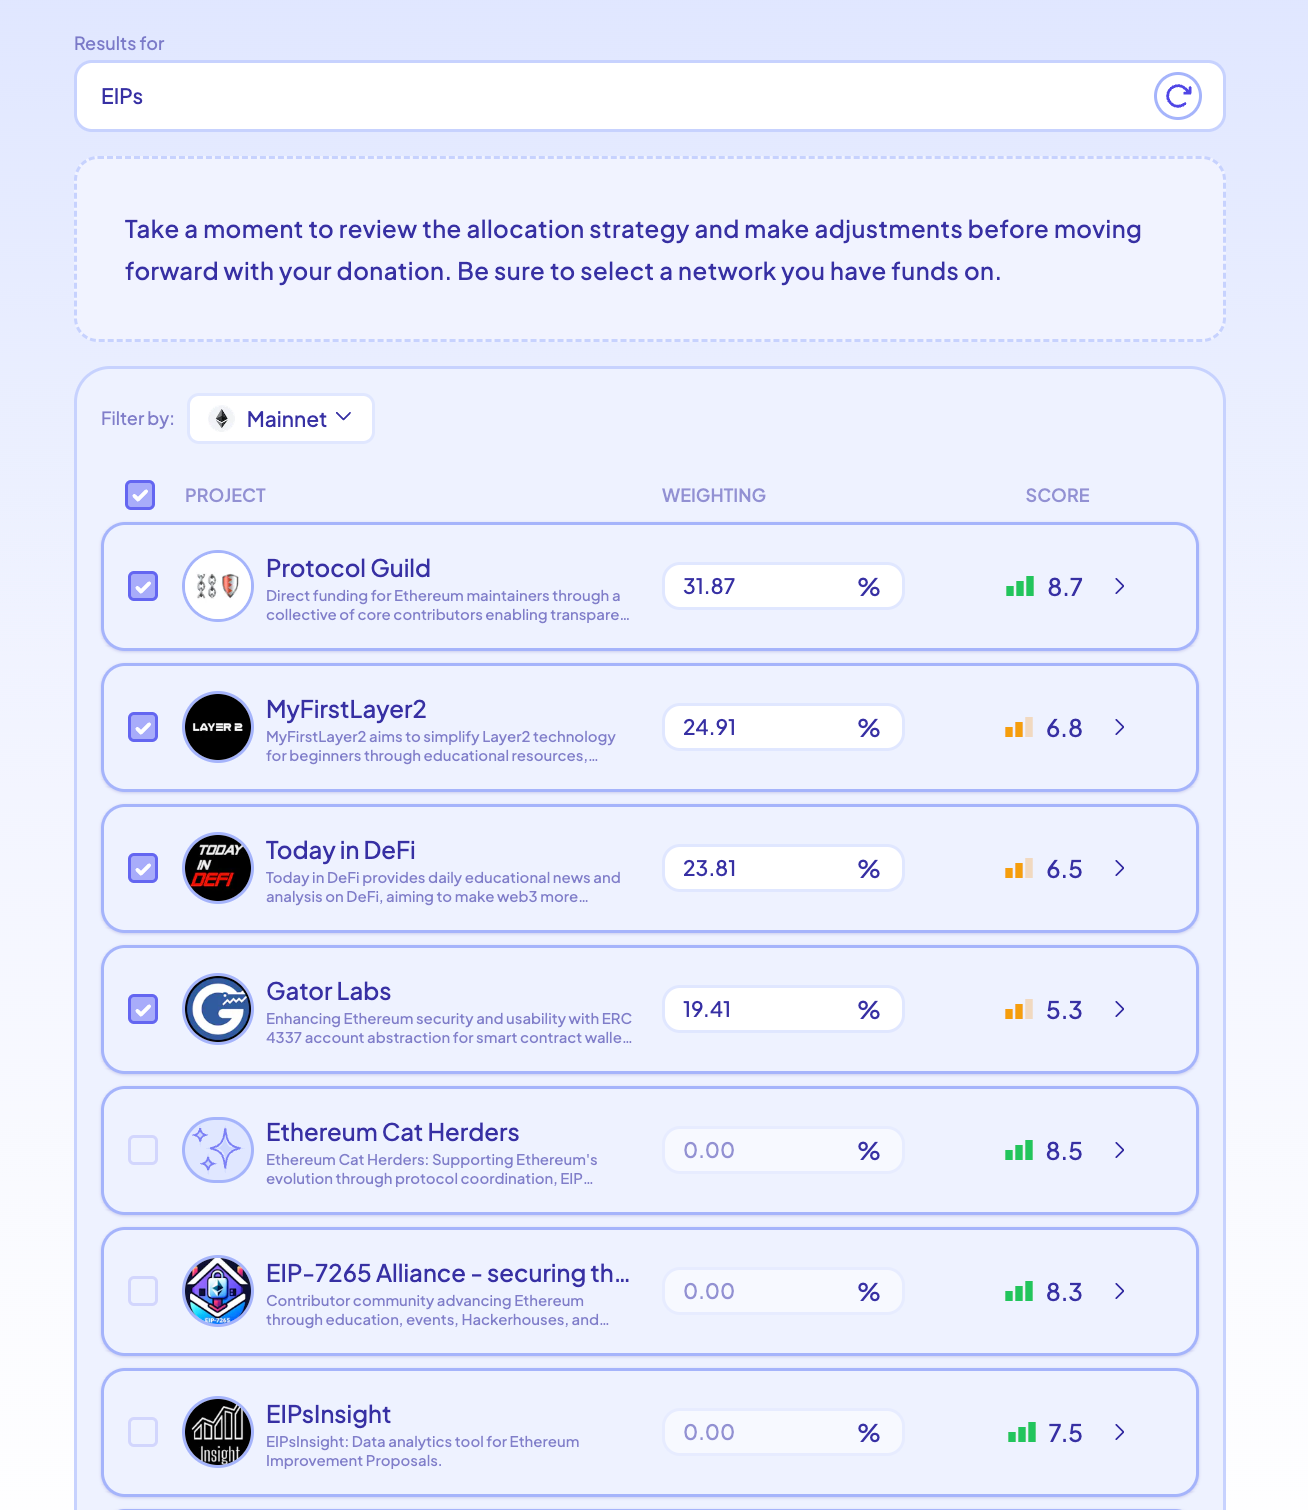 Results for
EIPs
Take a moment to review the allocation strategy and make adjustments before moving
forward with your donation. Be sure to select a network you have funds on.
Filter by: Mainnet
PROJECT WEIGHTING SCORE
Protocol Guild
Direct funding for Ethereum maintainers through a
collective of core contributors enabling transpare...
31.87 % 8.7
LAYER 2
MyFirstLayer2
MyFirstLayer2 aims to simplify Layer2 technology
for beginners through educational resources,...
24.91 % 6.8
TODAY
IN
DEFI
Today in DeFi
Today in DeFi provides daily educational news and
analysis on DeFi, aiming to make web3 more...
23.81 % 6.5
Gator Labs
Enhancing Ethereum security and usability with ERC
4337 account abstraction for smart contract walle...
19.41 % 5.3
Ethereum Cat Herders
Ethereum Cat Herders: Supporting Ethereum's
evolution through protocol coordination, EIP...
0.00 % 8.5
EIP-7265
EIP-7265 Alliance - securing th...
Contributor community advancing Ethereum
through education, events, Hackerhouses, and...
0.00 % 8.3
Insight
EIPsInsight
EIPsInsight: Data analytics tool for Ethereum
Improvement Proposals.
0.00 % 7.5